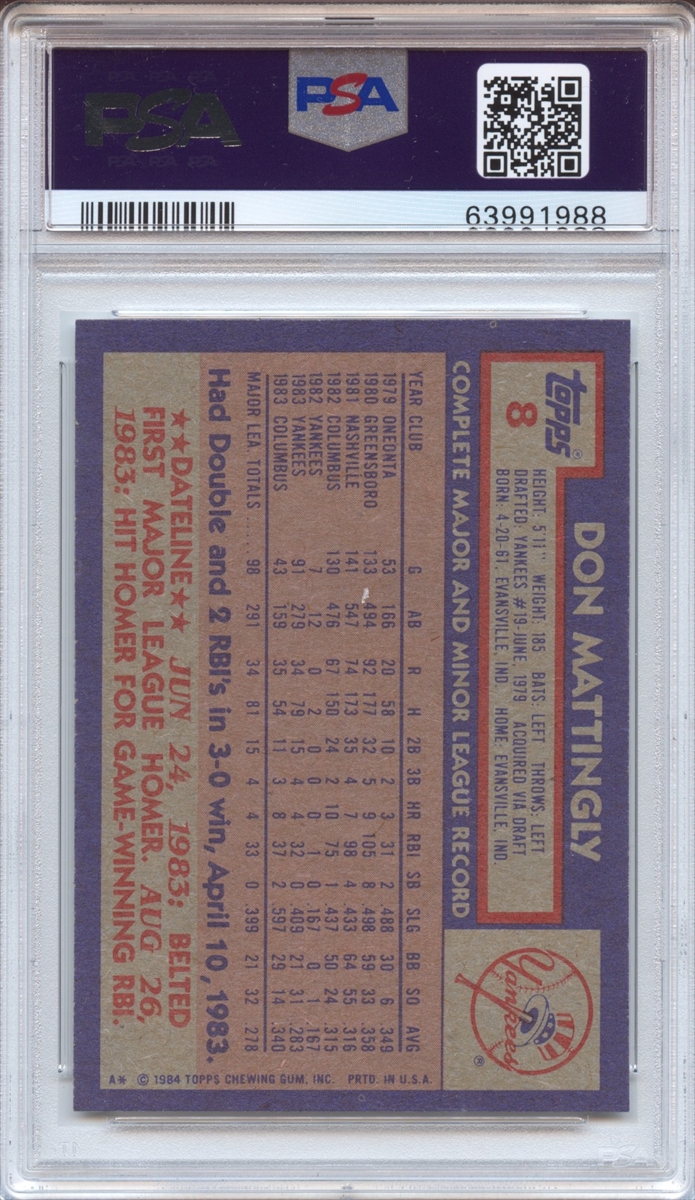 PSA
PSA
63991988
topps®
8
DON MATTINGLY
HEIGHT: 5'11" WEIGHT: 185 BATS: LEFT THROWS: LEFT
DRAFTED: YANKEES #19-JUNE, 1979 ACQUIRED: VIA DRAFT
BORN: 4-20-61, EVANSVILLE, IND. HOME: EVANSVILLE, IND.
Yankees ®
COMPLETE MAJOR AND MINOR LEAGUE RECORD
YEAR CLUB G AB R H 2B 3B HR RBI SB SLG BB SO AVG
1979 ONEONTA 53 166 20 58 10 2 3 31 2 .488 30 6 .349
1980 GREENSBORO 133 494 92 177 32 5 9 105 8 .498 59 33 .358
1981 NASHVILLE 141 547 74 173 35 4 7 98 4 .433 64 55 .316
1982 COLUMBUS 130 476 67 150 24 2 10 75 1 .437 50 24 .315
1982 YANKEES 7 12 0 2 0 0 0 1 0 .167 0 1 .167
1983 YANKEES 91 279 34 79 15 4 4 32 0 .409 21 31 .283
1983 COLUMBUS 43 159 35 54 11 3 8 37 2 .597 29 14 .340
MAJOR LEA. TOTALS ...... 98 291 34 81 15 4 4 33 0 .399 21 32 .278
Had Double and 2 RBI's in 3-0 win, April 10, 1983.
★★DATELINE★★ JUN 24, 1983: BELTED
FIRST MAJOR LEAGUE HOMER. AUG 26,
1983: HIT HOMER FOR GAME-WINNING RBI.
A* © 1984 TOPPS CHEWING GUM, INC. PRTD. IN U.S.A.